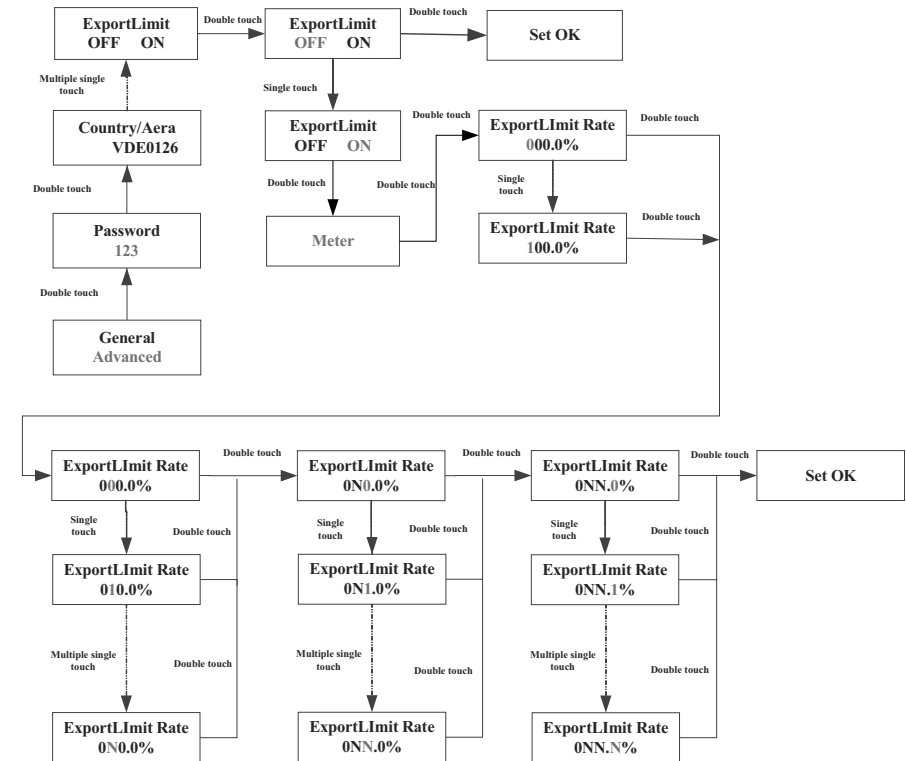 ExportLimit
OFF ON
Double touch
ExportLimit
OFF ON
Double touch
Set OK
Multiple single
touch
Single touch
Country/Aera
VDE0126
ExportLimit
OFF ON
Double touch
ExportLImit Rate
000.0%
Double touch
Double touch
Double touch
Double touch
Single
touch
Password
123
Meter
ExportLImit Rate
100.0%
Double touch
Double touch
General
Advanced
ExportLImit Rate
000.0%
Double touch
ExportLImit Rate
0N0.0%
Double touch
ExportLImit Rate
0NN.0%
Double touch
Set OK
Single
touch
Double touch
Single
touch
Double touch
Single
touch
Double touch
ExportLImit Rate
010.0%
ExportLImit Rate
0N1.0%
ExportLImit Rate
0NN.1%
Multiple single
touch
Double touch
Multiple single
touch
Double touch
Multiple single
touch
Double touch
ExportLImit Rate
0N0.0%
ExportLImit Rate
0NN.0%
ExportLImit Rate
0NN.N%